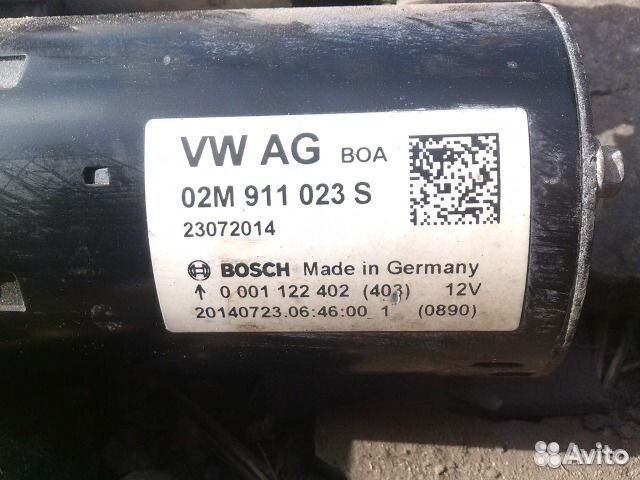 VW AG BOA
02M 911 023 S
23072014
BOSCH Made in Germany
↑ 0 001 122 402 (403) 12V
20140723.06:46:00_1 (0890)
Avito